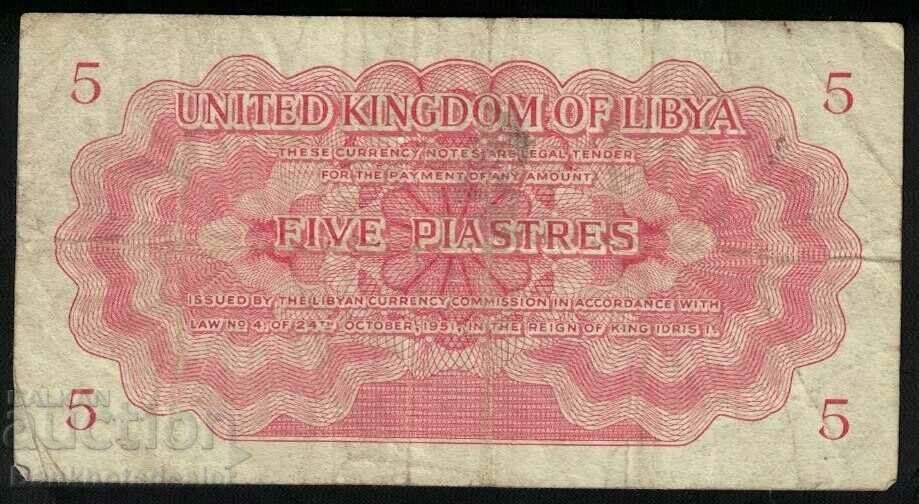 5
5
UNITED KINGDOM OF LIBYA
THESE CURRENCY NOTES ARE LEGAL TENDER
FOR THE PAYMENT OF ANY AMOUNT
FIVE PIASTRES
ISSUED BY THE LIBYAN CURRENCY COMMISSION IN ACCORDANCE WITH
LAW NO 4, OF 24TH OCTOBER, 1951, IN THE REIGN OF KING IDRIS I.
5
5
BALKAN
auction